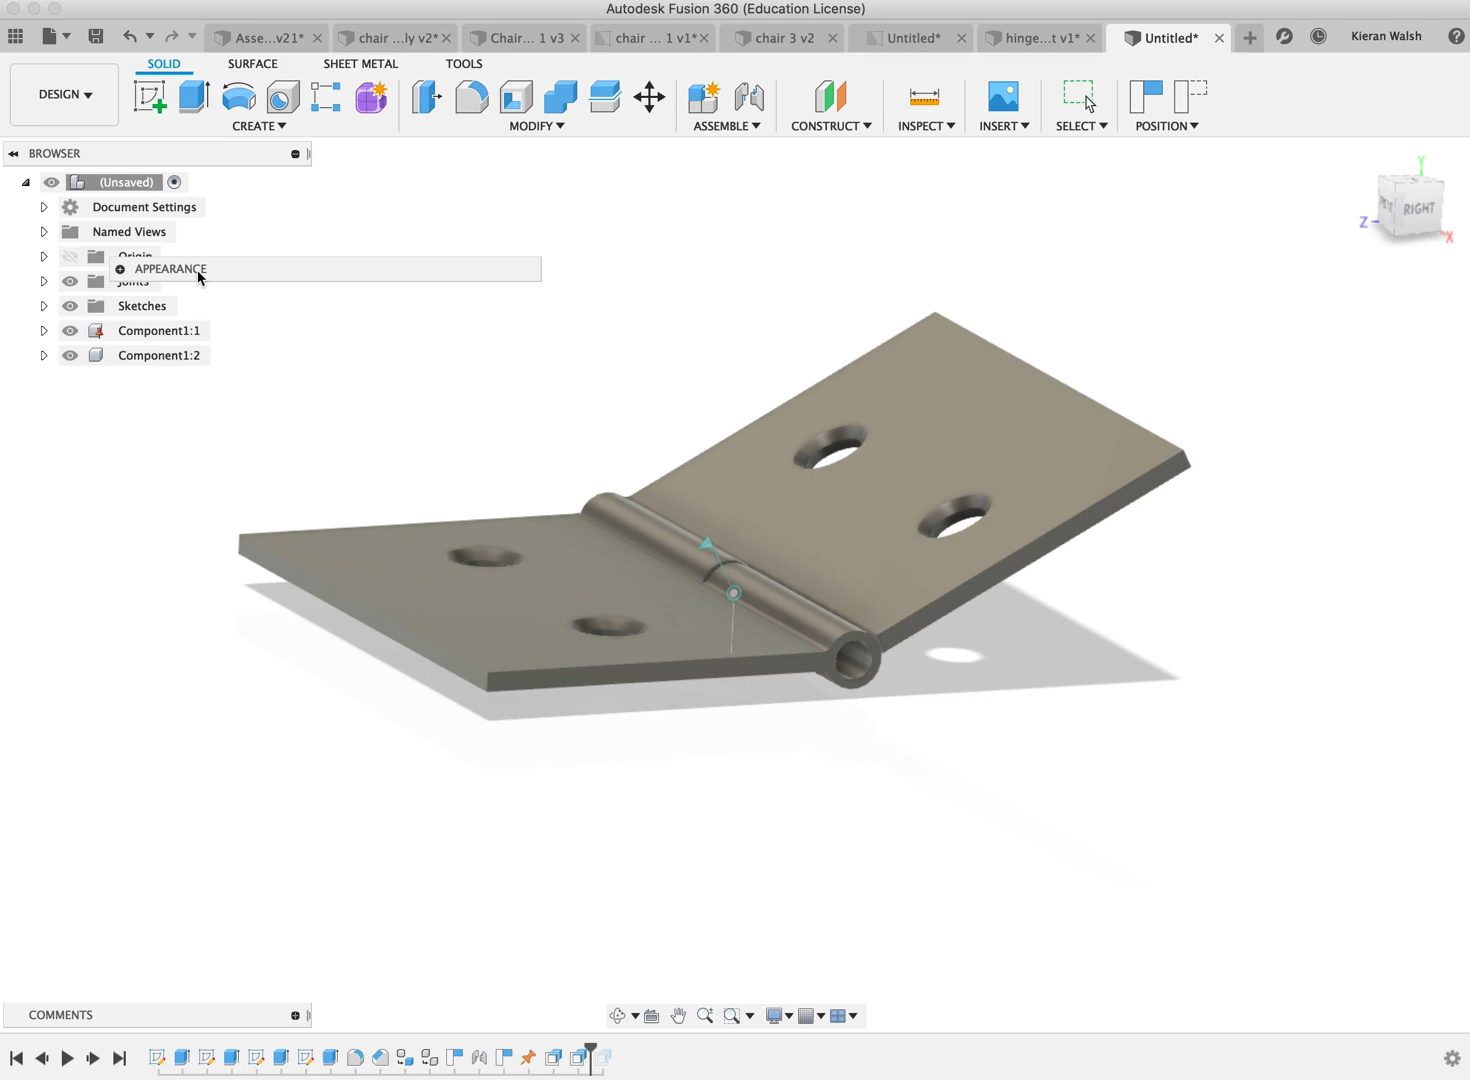 Autodesk Fusion 360 (Education License)
Asse...v21*
chair ...ly v2*
Chair... 1 v3
chair ... 1 v1*
chair 3 v2
Untitled*
hinge...t v1*
Untitled*
Kieran Walsh
DESIGN
SOLID
SURFACE
SHEET METAL
TOOLS
CREATE
MODIFY
ASSEMBLE
CONSTRUCT
INSPECT
INSERT
SELECT
POSITION
BROWSER
(Unsaved)
Document Settings
Named Views
Origin
APPEARANCE
Joints
Sketches
Component1:1
Component1:2
Y
RIGHT
Z
X
COMMENTS